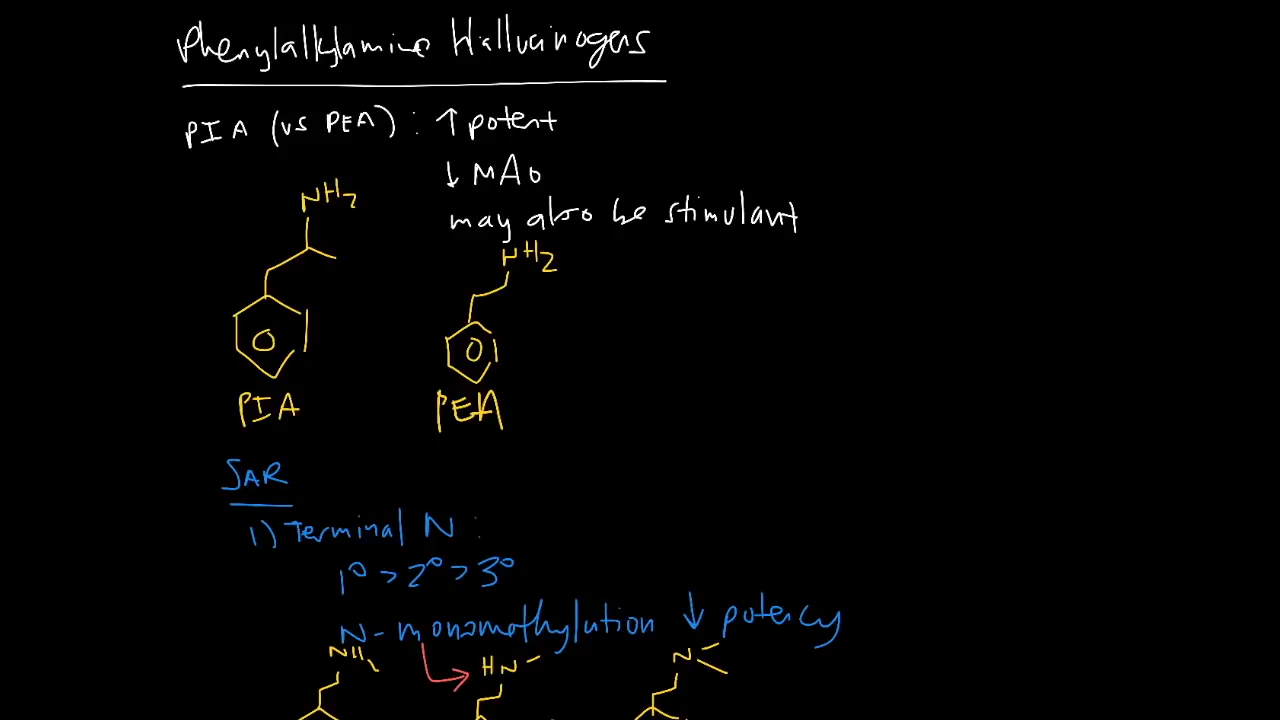 Phenylalkylamine Hallucinogens
PIA (vs PEA) : ↑ potent
↓ MAO
may also be stimulant
NH2
NH2
PIA
PEA
SAR
1) Terminal N :
1° > 2° > 3°
N-monomethylation ↓ potency
NH2
HN
N